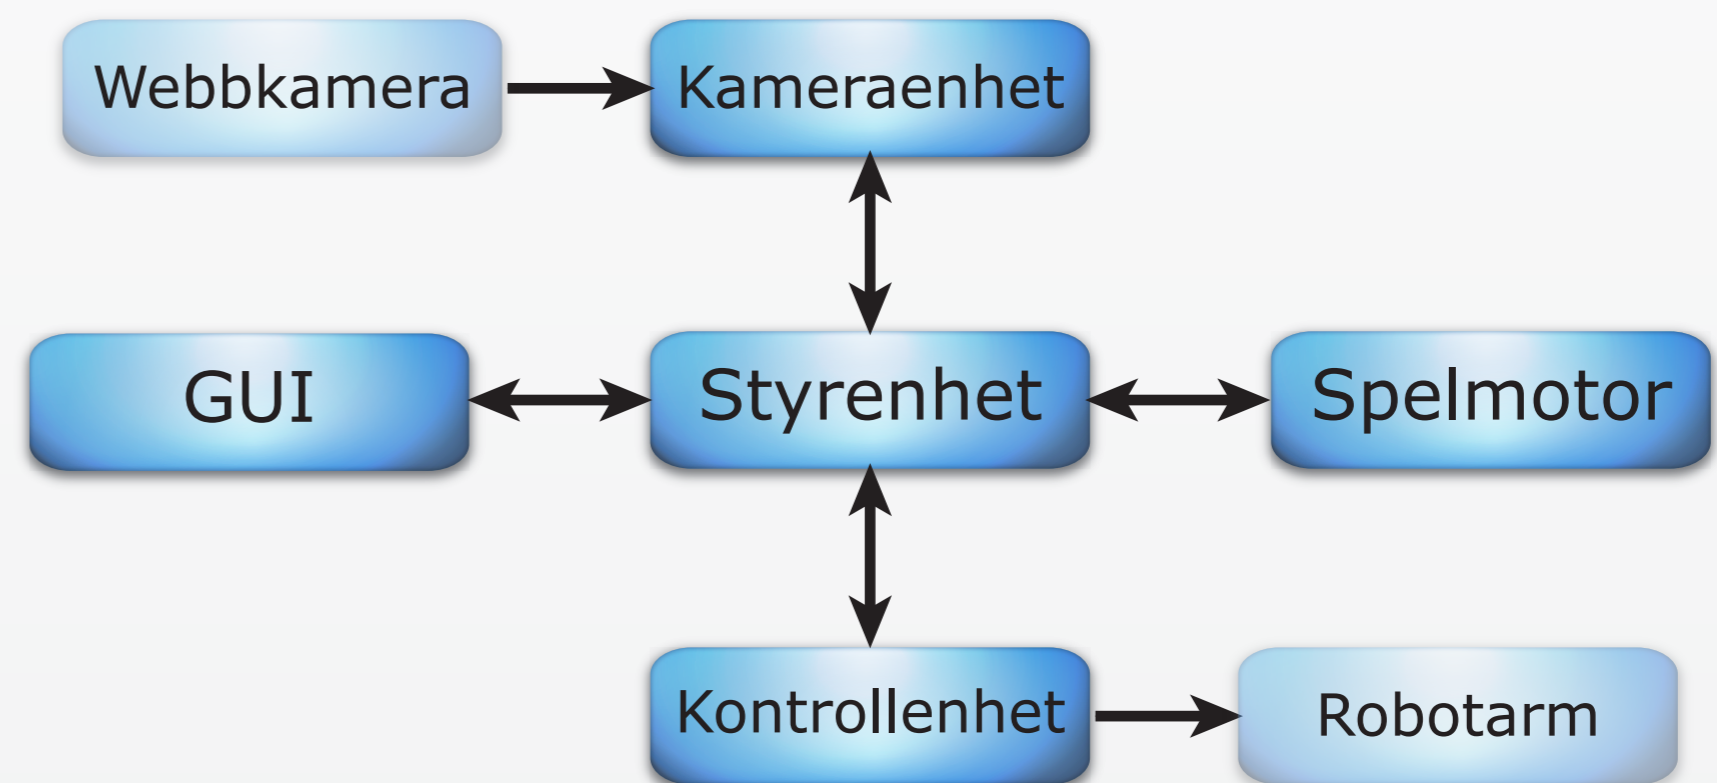 Webbkamera
Kameraenhet
GUI
Styrenhet
Spelmotor
Kontrollenhet
Robotarm